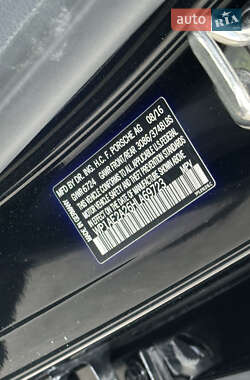 AUTO RIA
MFD BY DR. ING. H.C. F. PORSCHE AG 08/16
GVWR 6724 GAWR FRONT/REAR 3086/3748LBS
THIS VEHICLE CONFORMS TO ALL APPLICABLE U.S. FEDERAL
MOTOR VEHICLE SAFETY AND THEFT PREVENTION STANDARDS
IN EFFECT ON THE DATE OF MANUFACTURE SHOWN ABOVE
MPV